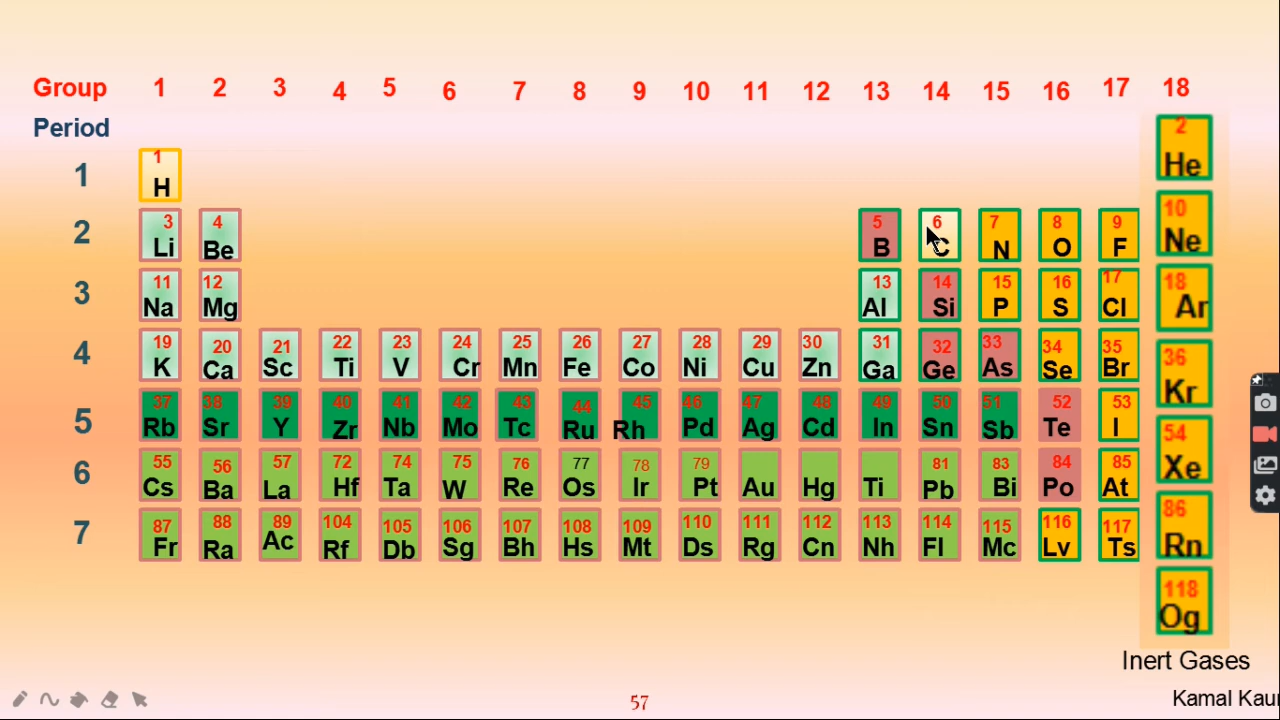 Group 1 2 3 4 5 6 7 8 9 10 11 12 13 14 15 16 17 18
Period
2
He
1
1
H
2
3 4 5 6 7 8 9 10
Li Be B C N O F Ne
3
11 12 13 14 15 16 17 18
Na Mg Al Si P S Cl Ar
4
19 20 21 22 23 24 25 26 27 28 29 30 31 32 33 34 35 36
K Ca Sc Ti V Cr Mn Fe Co Ni Cu Zn Ga Ge As Se Br Kr
5
37 38 39 40 41 42 43 44 45 46 47 48 49 50 51 52 53 54
Rb Sr Y Zr Nb Mo Tc Ru Rh Pd Ag Cd In Sn Sb Te I Xe
6
55 56 57 72 74 75 76 77 78 79 81 83 84 85 86
Cs Ba La Hf Ta W Re Os Ir Pt Au Hg Ti Pb Bi Po At Rn
7
87 88 89 104 105 106 107 108 109 110 111 112 113 114 115 116 117 118
Fr Ra Ac Rf Db Sg Bh Hs Mt Ds Rg Cn Nh Fl Mc Lv Ts Og
Inert Gases
57
Kamal Kaur